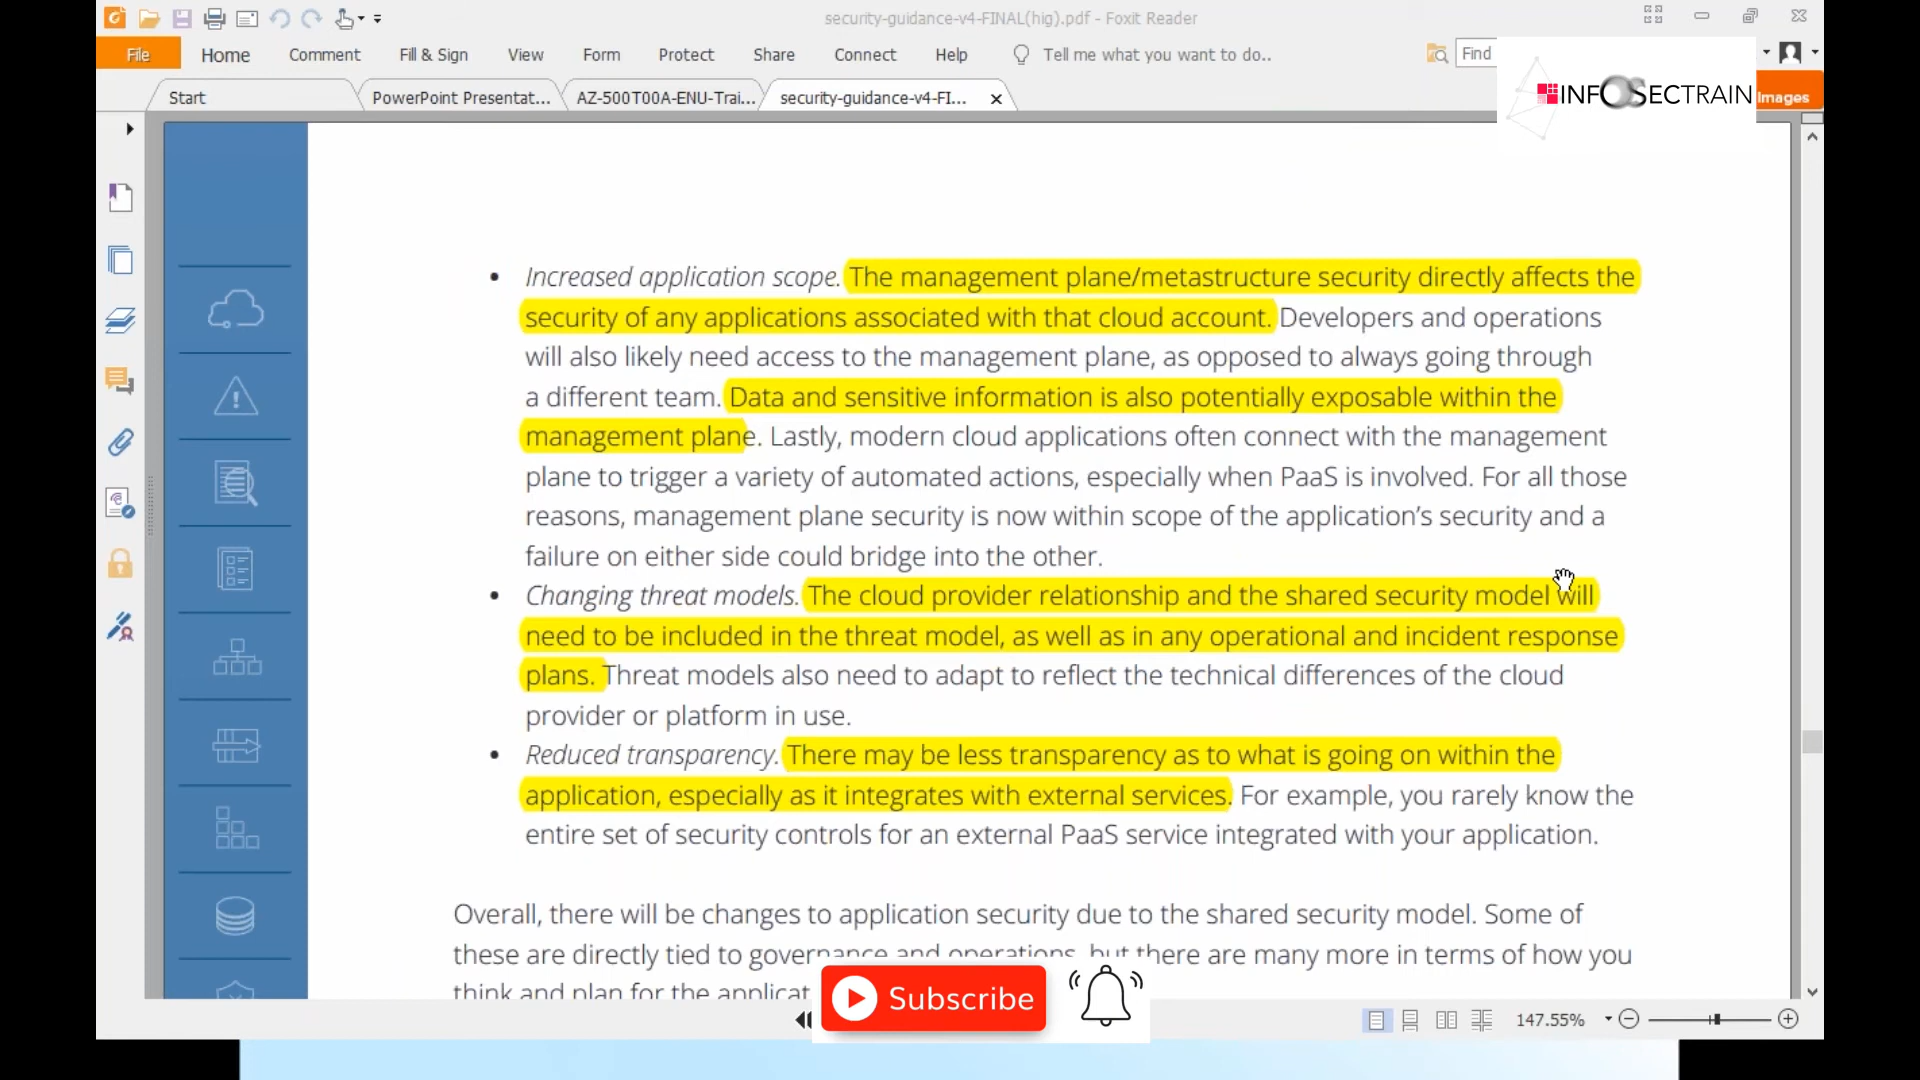 security-guidance-v4-FINAL(hig).pdf - Foxit Reader
File Home Comment Fill & Sign View Form Protect Share Connect Help Tell me what you want to do.. Find
INFOSECTRAIN
Images
Start PowerPoint Presentat... AZ-500T00A-ENU-Trai... security-guidance-v4-FI...
• Increased application scope. The management plane/metastructure security directly affects the
security of any applications associated with that cloud account. Developers and operations
will also likely need access to the management plane, as opposed to always going through
a different team. Data and sensitive information is also potentially exposable within the
management plane. Lastly, modern cloud applications often connect with the management
plane to trigger a variety of automated actions, especially when PaaS is involved. For all those
reasons, management plane security is now within scope of the application's security and a
failure on either side could bridge into the other.
• Changing threat models. The cloud provider relationship and the shared security model will
need to be included in the threat model, as well as in any operational and incident response
plans. Threat models also need to adapt to reflect the technical differences of the cloud
provider or platform in use.
• Reduced transparency. There may be less transparency as to what is going on within the
application, especially as it integrates with external services. For example, you rarely know the
entire set of security controls for an external PaaS service integrated with your application.
Overall, there will be changes to application security due to the shared security model. Some of
these are directly tied to governance and operations, but there are many more in terms of how you
think and plan for the applicat
Subscribe
147.55%